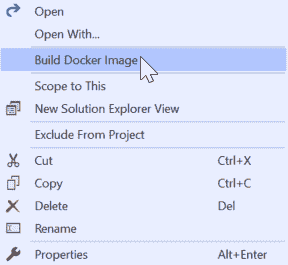 Open
Open With...
Build Docker Image
Scope to This
New Solution Explorer View
Exclude From Project
Cut Ctrl+X
Copy Ctrl+C
Delete Del
Rename
Properties Alt+Enter